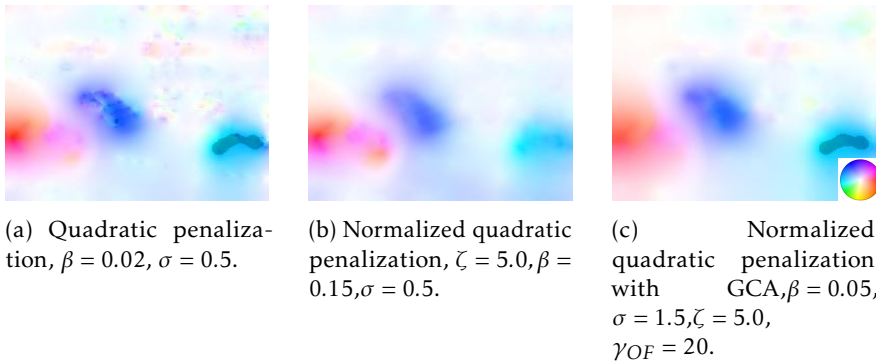 (a) Quadratic penaliza-
tion, β = 0.02, σ = 0.5.
(b) Normalized quadratic
penalization, ζ = 5.0, β =
0.15,σ = 0.5.
(c) Normalized
quadratic penalization
with GCA,β = 0.05,
σ = 1.5,ζ = 5.0,
γOF = 20.